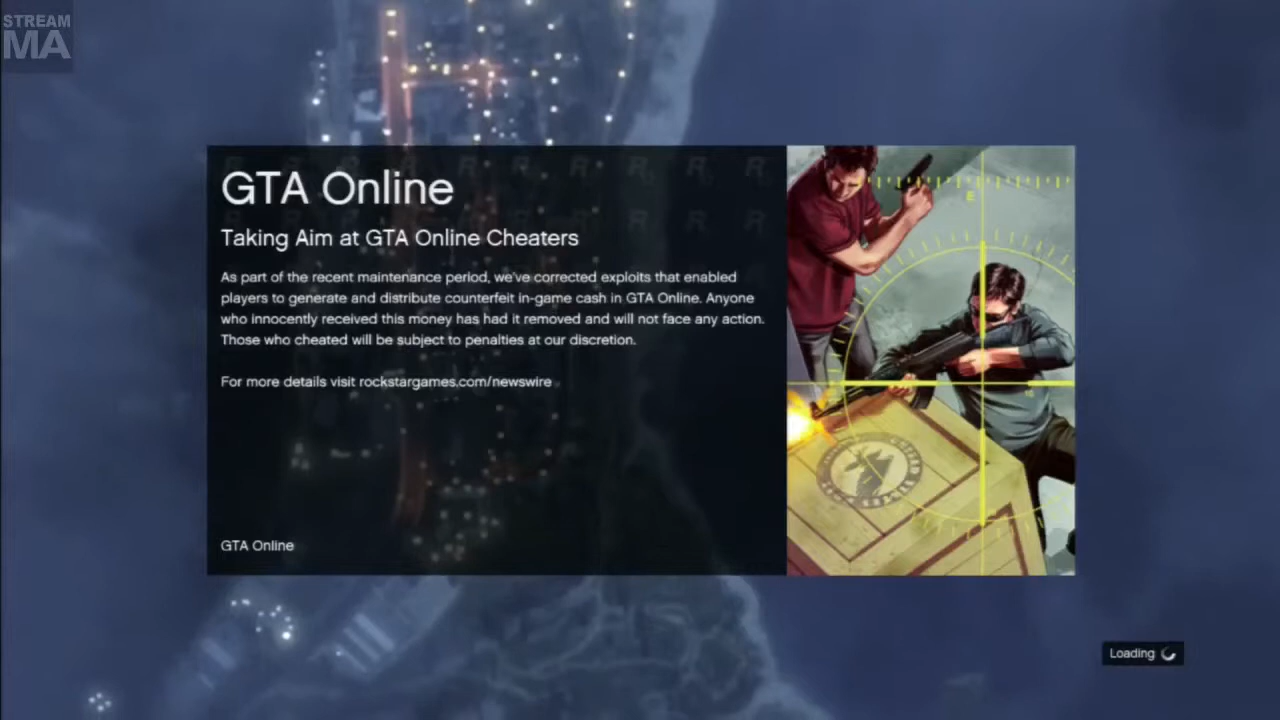 STREAM
MA
GTA Online
Taking Aim at GTA Online Cheaters
As part of the recent maintenance period, we've corrected exploits that enabled
players to generate and distribute counterfeit in-game cash in GTA Online. Anyone
who innocently received this money has had it removed and will not face any action.
Those who cheated will be subject to penalties at our discretion.
For more details visit rockstargames.com/newswire
E
GTA Online
Loading